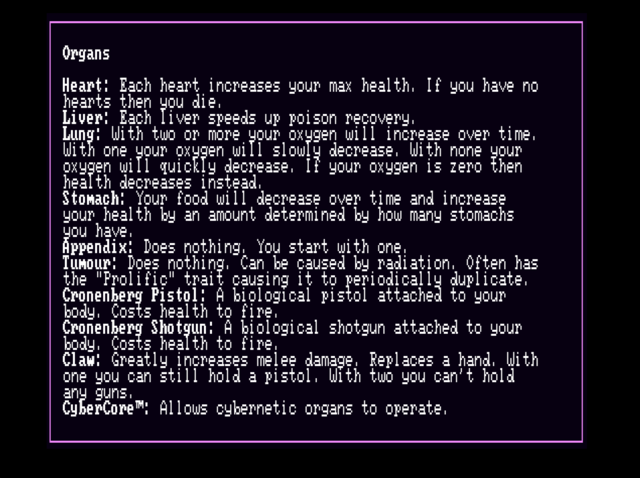 Organs
Heart: Each heart increases your max health. If you have no
hearts then you die.
Liver: Each liver speeds up poison recovery.
Lung: With two or more your oxygen will increase over time.
With one your oxygen will slowly decrease. With none your
oxygen will quickly decrease. If your oxygen is zero then
health decreases instead.
Stomach: Your food will decrease over time and increase
your health by an amount determined by how many stomachs
you have.
Appendix: Does nothing. You start with one.
Tumour: Does nothing. Can be caused by radiation. Often has
the "Prolific" trait causing it to periodically duplicate.
Cronenberg Pistol: A biological pistol attached to your
body. Costs health to fire.
Cronenberg Shotgun: A biological shotgun attached to your
body. Costs health to fire.
Claw: Greatly increases melee damage. Replaces a hand. With
one you can still hold a pistol. With two you can't hold
any guns.
CyberCore™: Allows cybernetic organs to operate.